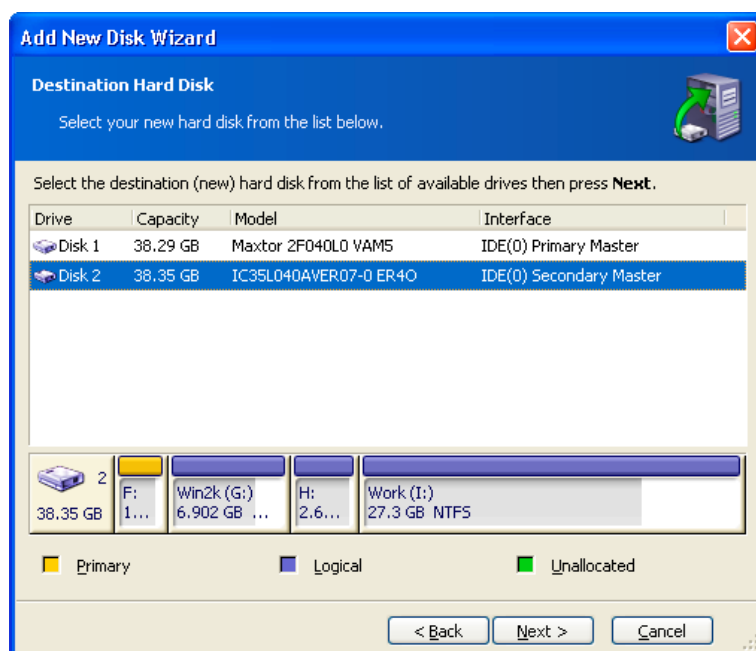 Add New Disk Wizard
Destination Hard Disk
Select your new hard disk from the list below.
Select the destination (new) hard disk from the list of available drives then press Next.
Drive Capacity Model Interface
Disk 1 38.29 GB Maxtor 2F040L0 VAM5 IDE(0) Primary Master
Disk 2 38.35 GB IC35L040AVER07-0 ER4O IDE(0) Secondary Master
2 F: Win2k (G:) H: Work (I:)
38.35 GB 1... 6.902 GB ... 2.6... 27.3 GB NTFS
Primary Logical Unallocated
< Back Next > Cancel